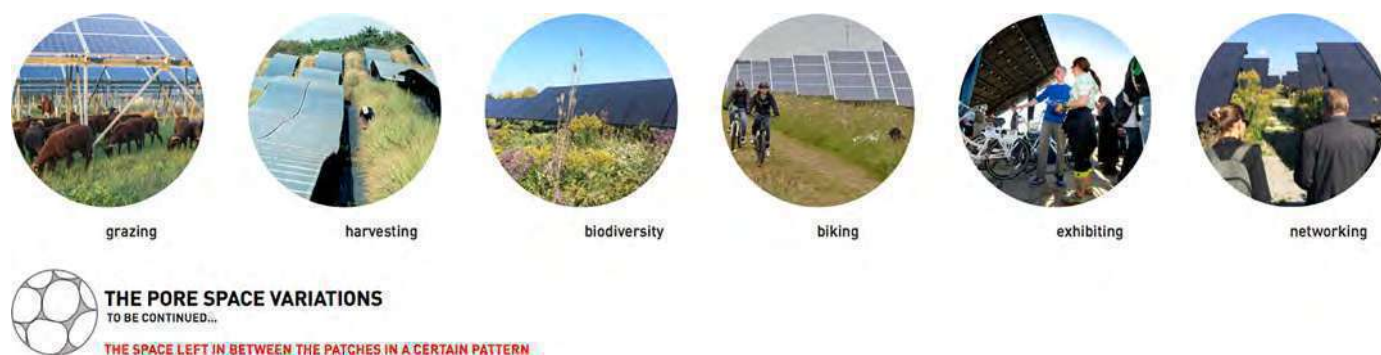 grazing
harvesting
biodiversity
biking
exhibiting
networking
THE PORE SPACE VARIATIONS
TO BE CONTINUED...
THE SPACE LEFT IN BETWEEN THE PATCHES IN A CERTAIN PATTERN